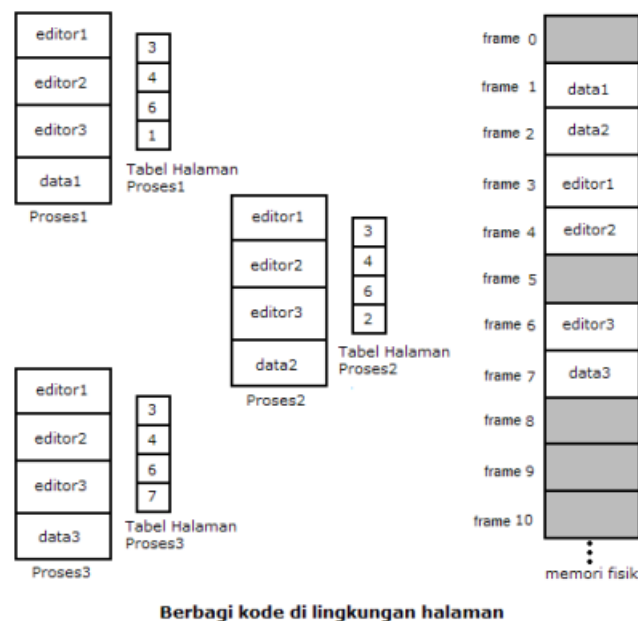 editor1
editor2
editor3
data1
Proses1
3
4
6
1
Tabel Halaman
Proses1
editor1
editor2
editor3
data2
Proses2
3
4
6
2
Tabel Halaman
Proses2
editor1
editor2
editor3
data3
Proses3
3
4
6
7
Tabel Halaman
Proses3
frame 0
frame 1 data1
frame 2 data2
frame 3 editor1
frame 4 editor2
frame 5
frame 6 editor3
frame 7 data3
frame 8
frame 9
frame 10
memori fisik
Berbagi kode di lingkungan halaman